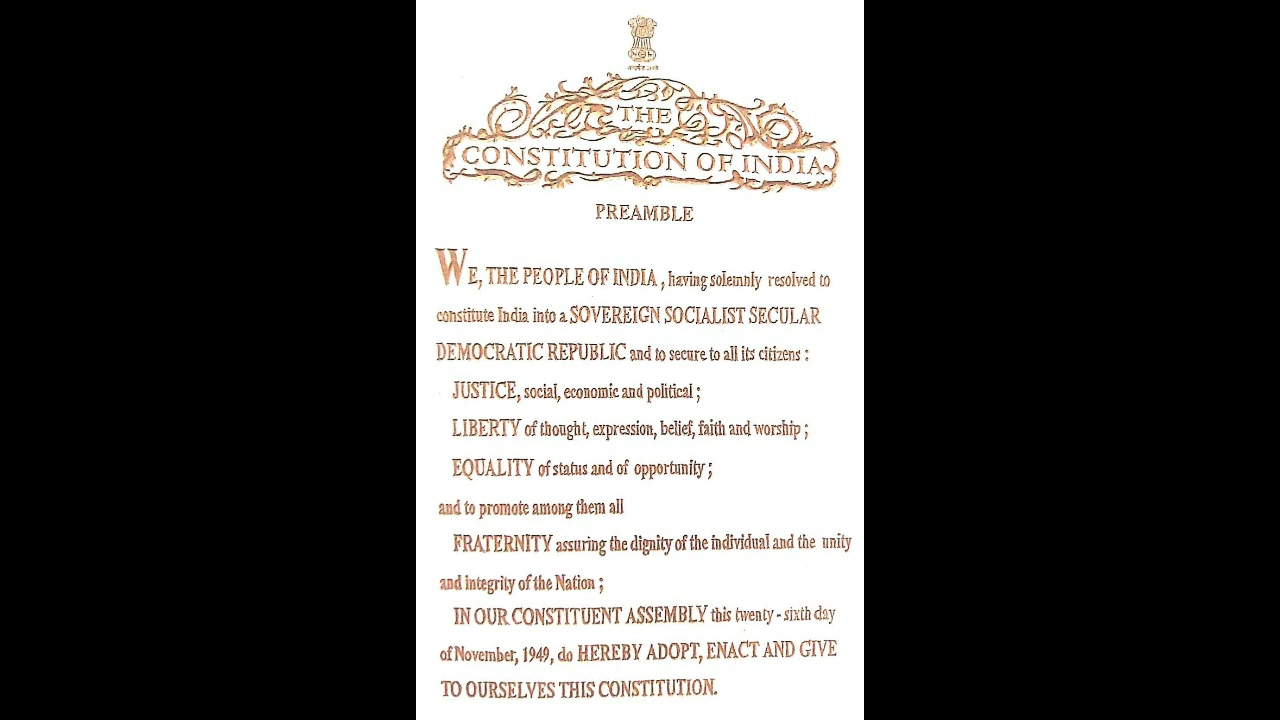 THE
CONSTITUTION OF INDIA
PREAMBLE
WE, THE PEOPLE OF INDIA , having solemnly resolved to
constitute India into a SOVEREIGN SOCIALIST SECULAR
DEMOCRATIC REPUBLIC and to secure to all its citizens :
JUSTICE, social, economic and political ;
LIBERTY of thought, expression, belief, faith and worship ;
EQUALITY of status and of opportunity ;
and to promote among them all
FRATERNITY assuring the dignity of the individual and the unity
and integrity of the Nation ;
IN OUR CONSTITUENT ASSEMBLY this twenty - sixth day
of November, 1949, do HEREBY ADOPT, ENACT AND GIVE
TO OURSELVES THIS CONSTITUTION.